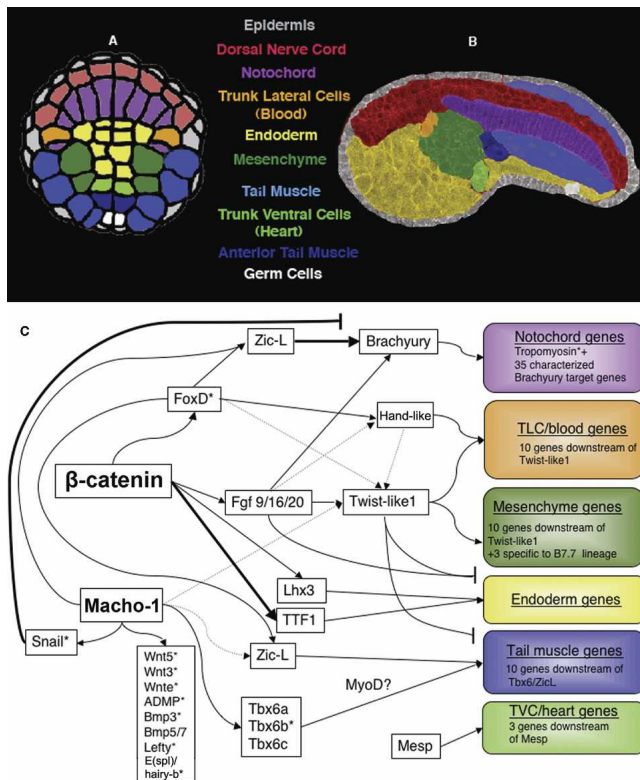 A
B
Epidermis
Dorsal Nerve Cord
Notochord
Trunk Lateral Cells
(Blood)
Endoderm
Mesenchyme
Tail Muscle
Trunk Ventral Cells
(Heart)
Anterior Tail Muscle
Germ Cells
C
Zic-L
Brachyury
Notochord genes
Tropomyosin*+
35 characterized
Brachyury target genes
FoxD*
Hand-like
TLC/blood genes
10 genes downstream of
Twist-like1
β-catenin
Fgf 9/16/20
Twist-like1
Mesenchyme genes
10 genes downstream of
Twist-like1
+3 specific to B7.7 lineage
Lhx3
Macho-1
TTF1
Endoderm genes
Snail*
Zic-L
Tail muscle genes
10 genes downstream of
Tbx6/ZicL
Wnt5*
Wnt3*
Wnte*
ADMP*
Bmp3*
Bmp5/7
Lefty*
E(spl)/
hairy-b*
MyoD?
Tbx6a
Tbx6b*
Tbx6c
Mesp
TVC/heart genes
3 genes downstream
of Mesp